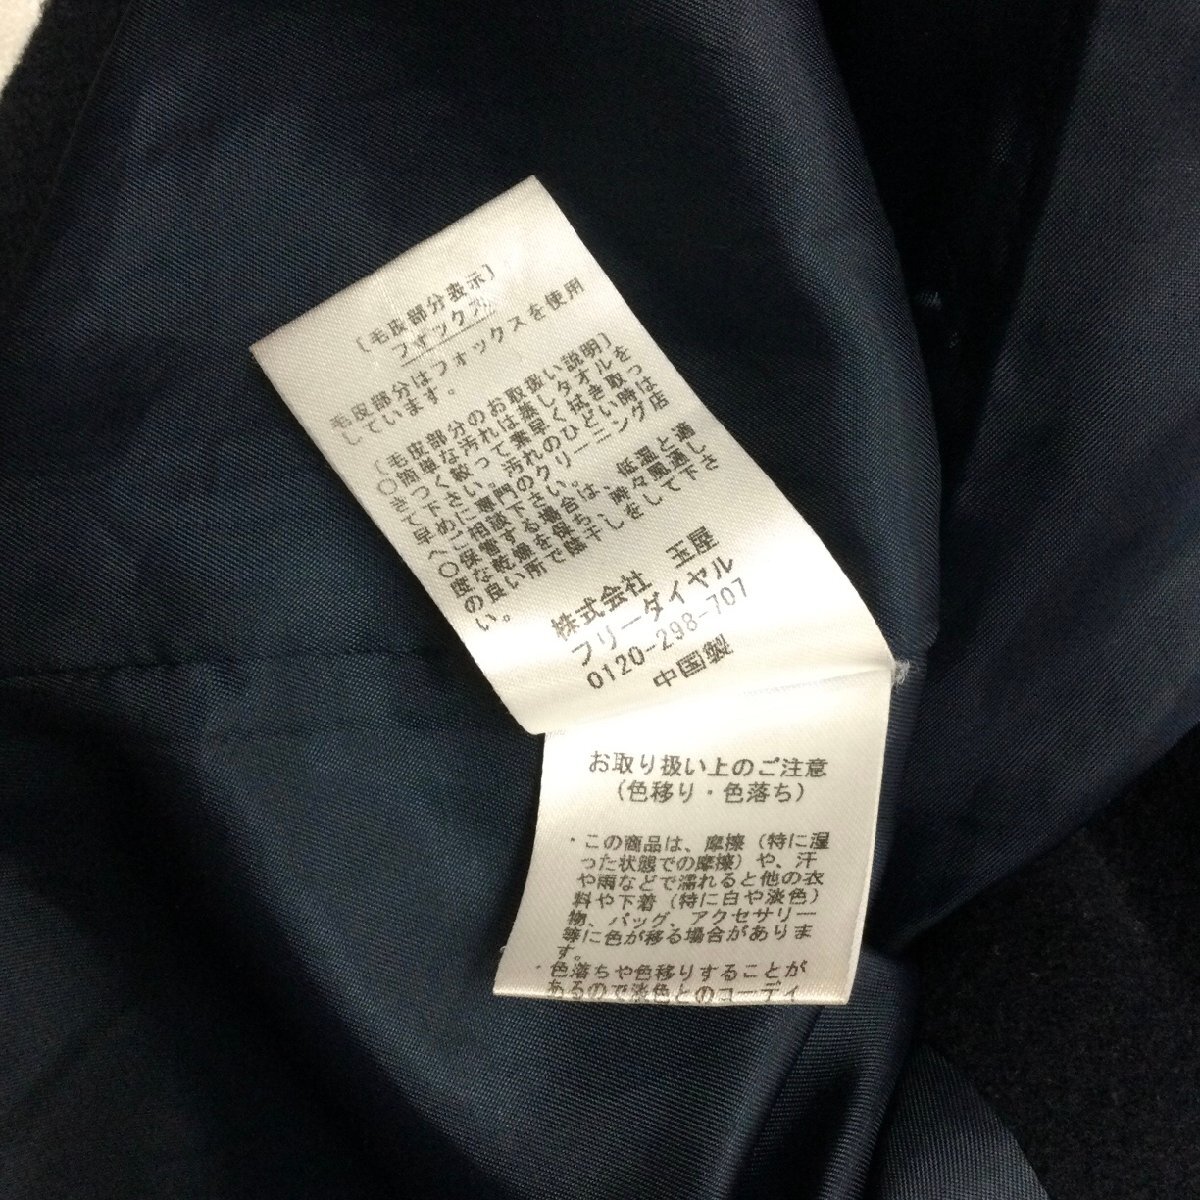 [毛皮部分表示]
フォックス
毛皮部分はフォックスを使用
しています。
[毛皮部分のお取扱い説明]
○簡単な汚れは蒸しタオルを
きつく絞って素早く拭き取っ
て下さい。汚れのひどい時は
早めに専門のクリーニング店
へご相談下さい。
○保管する場合は、低温と適
度な乾燥を保ち、時々風通し
の良い所で陰干しをして下さ
い。
株式会社 玉屋
フリーダイヤル
0120-298-707
中国製
お取り扱い上のご注意
(色移り・色落ち)
・この商品は、摩擦(特に湿
った状態での摩擦)や、汗
や雨などで濡れると他の衣
料や下着(特に白や淡色)
物、バッグ、アクセサリー
等に色が移る場合がありま
す。
・色落ちや色移りすることが
あるので淡色とのコーディ